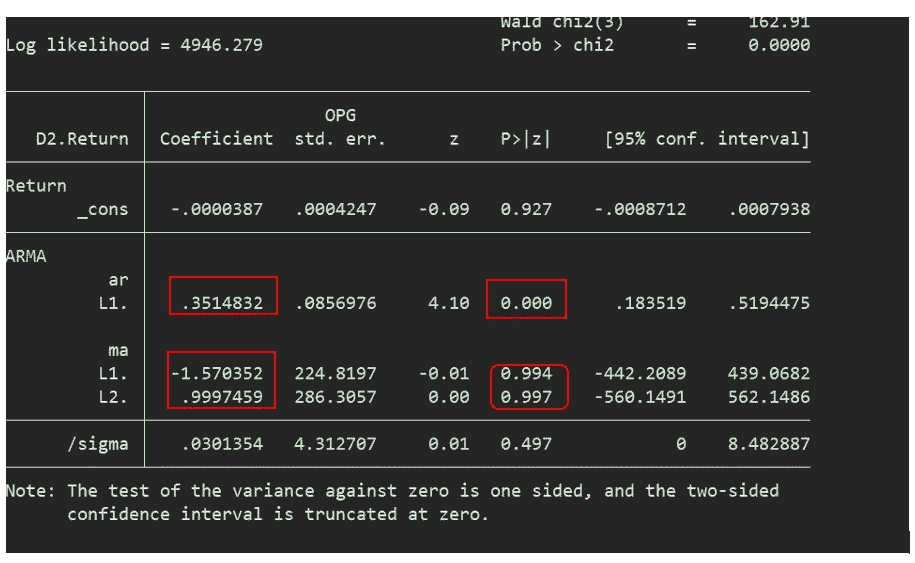 Wald chi2(3) = 162.91
Log likelihood = 4946.279 Prob > chi2 = 0.0000
OPG
D2.Return Coefficient std. err. z P>|z| [95% conf. interval]
Return
_cons -.0000387 .0004247 -0.09 0.927 -.0008712 .0007938
ARMA
ar
L1. .3514832 .0856976 4.10 0.000 .183519 .5194475
ma
L1. -1.570352 224.8197 -0.01 0.994 -442.2089 439.0682
L2. .9997459 286.3057 0.00 0.997 -560.1491 562.1486
/sigma .0301354 4.312707 0.01 0.497 0 8.482887
Note: The test of the variance against zero is one sided, and the two-sided
confidence interval is truncated at zero.